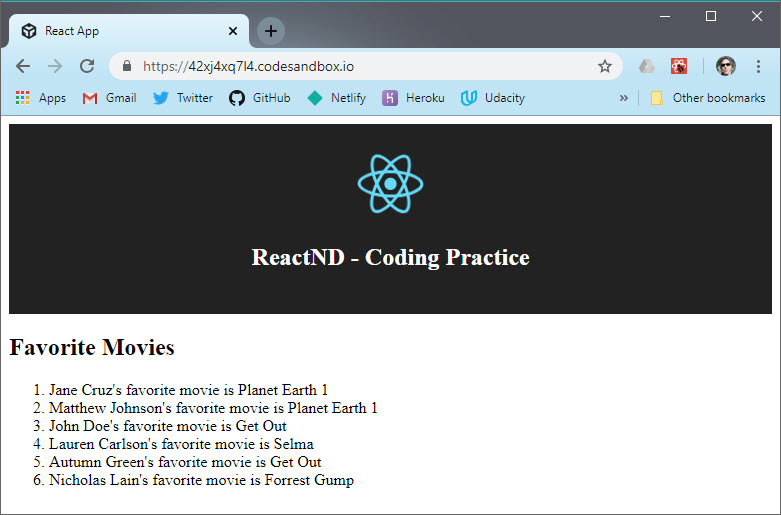 React App
https://42xj4xq7l4.codesandbox.io
Apps Gmail Twitter GitHub Netlify Heroku Udacity » Other bookmarks
ReactND - Coding Practice
Favorite Movies
1. Jane Cruz's favorite movie is Planet Earth 1
2. Matthew Johnson's favorite movie is Planet Earth 1
3. John Doe's favorite movie is Get Out
4. Lauren Carlson's favorite movie is Selma
5. Autumn Green's favorite movie is Get Out
6. Nicholas Lain's favorite movie is Forrest Gump